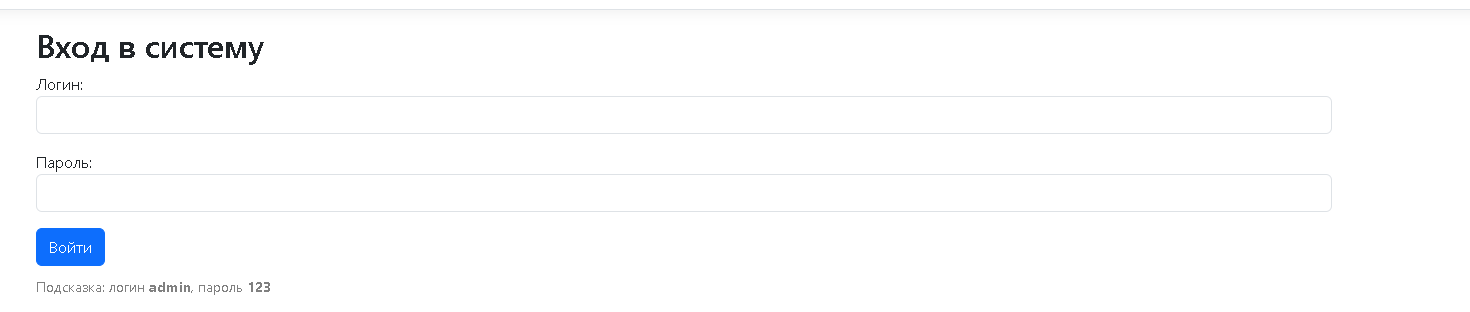 Вход в систему
Логин:
Пароль:
Войти
Подсказка: логин admin, пароль 123